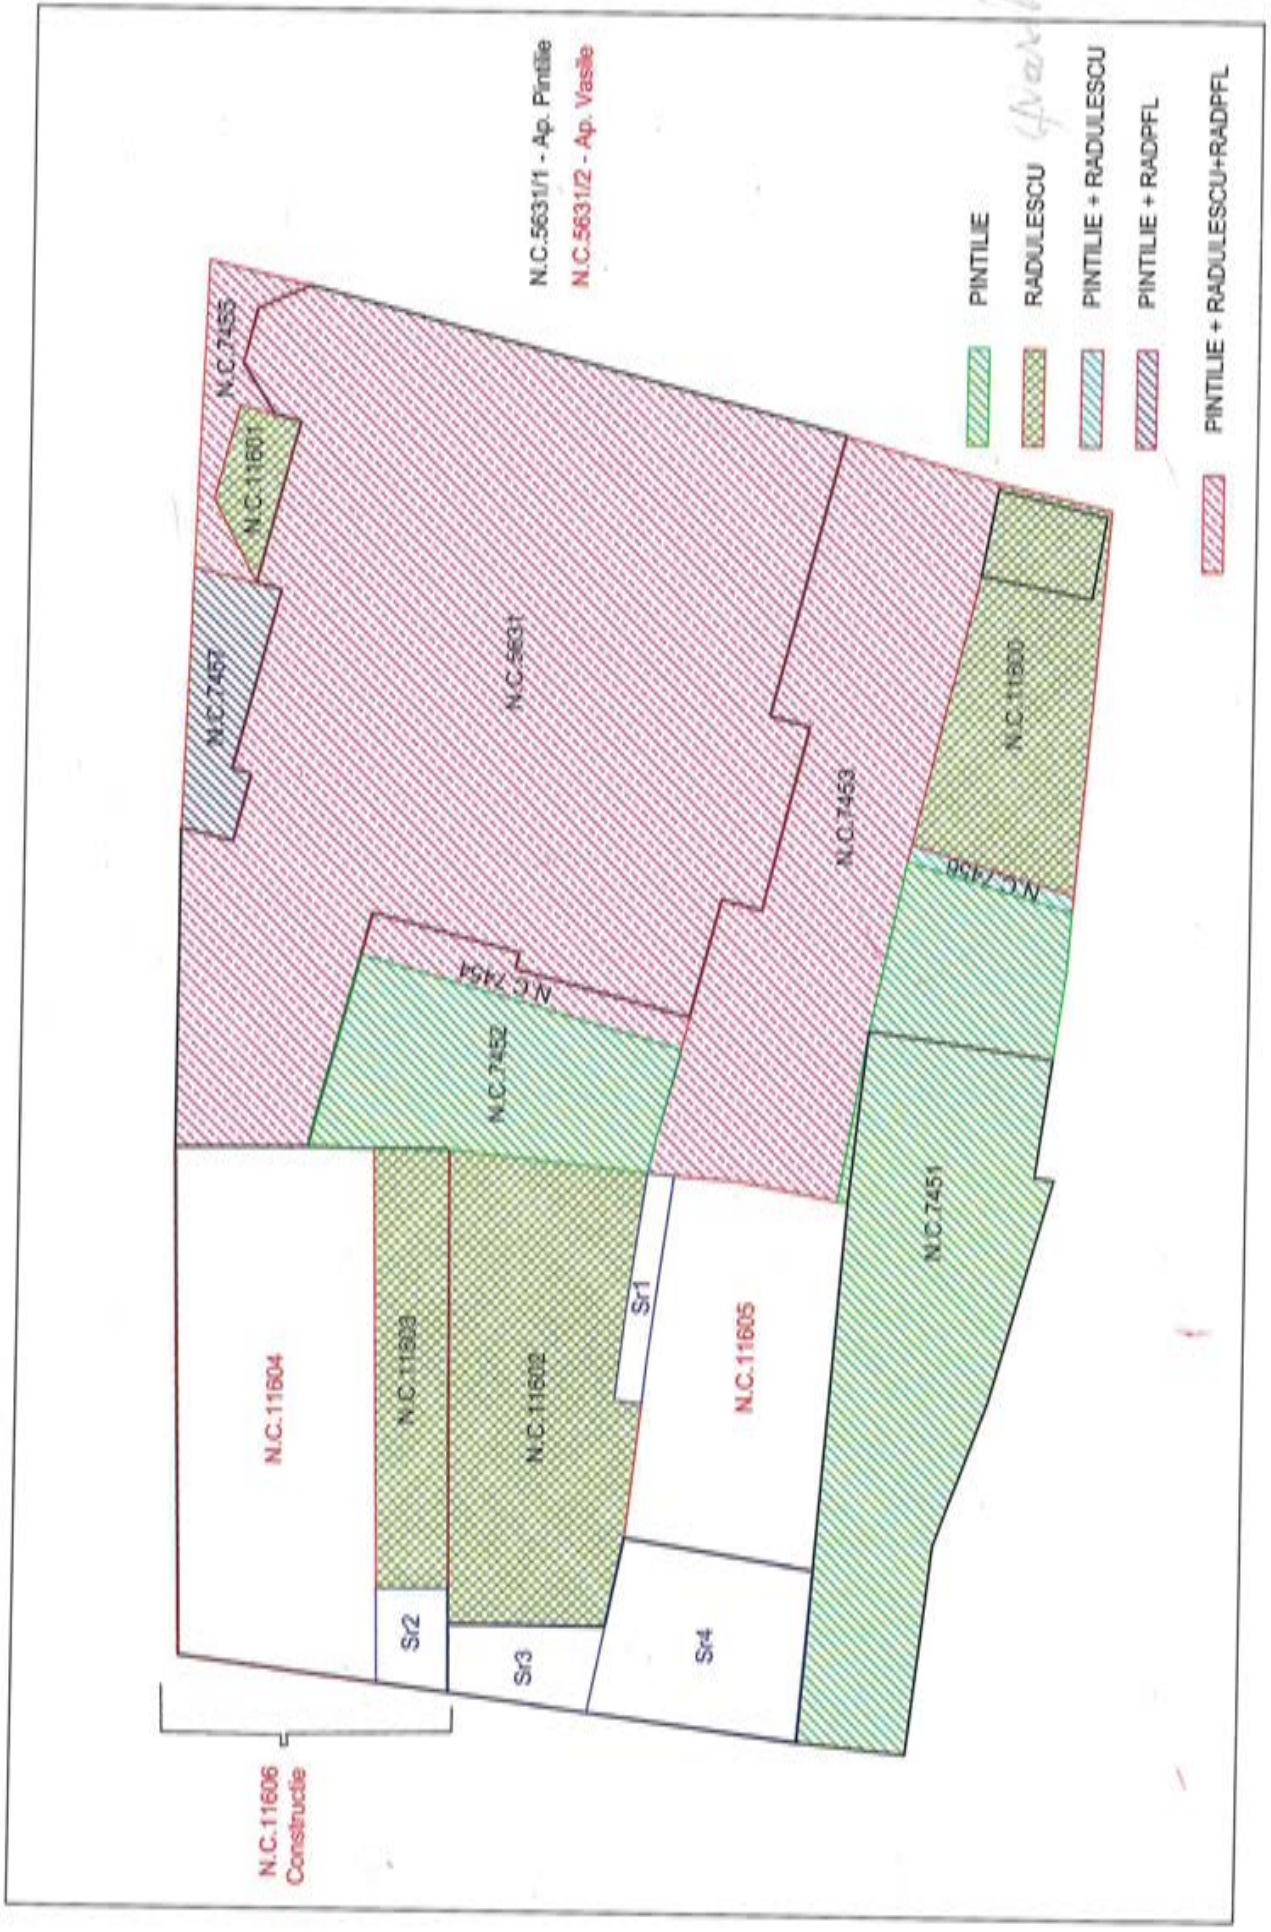 N.C.5631/1 - Ap. Pintilie
N.C.5631/2 - Ap. Vasile
N.C.7455
N.C.11601
N.C.7457
N.C.5631
N.C.7453
N.C.11600
N.C.7456
N.C.7454
N.C.7452
N.C.7451
N.C.11604
N.C.11603
N.C.11602
Sr1
N.C.11605
Sr2
Sr3
Sr4
N.C.11606
Constructie
PINTILIE
RADULESCU
PINTILIE + RADULESCU
PINTILIE + RADPFL
PINTILIE + RADULESCU+RADPFL